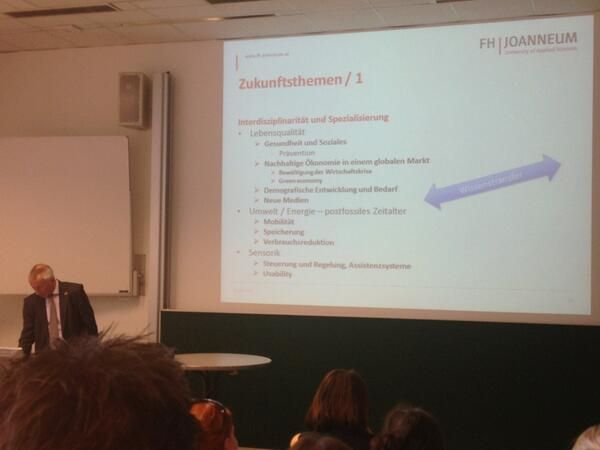 www.fh-joanneum.at
FH | JOANNEUM
University of Applied Sciences
Zukunftsthemen / 1
Interdisziplinarität und Spezialisierung
• Lebensqualität
➢ Gesundheit und Soziales
– Prävention
➢ Nachhaltige Ökonomie in einem globalen Markt
➢ Bewältigung der Wirtschaftskrise
➢ Green economy
➢ Demografische Entwicklung und Bedarf
➢ Neue Medien
• Umwelt / Energie – postfossiles Zeitalter
➢ Mobilität
➢ Speicherung
➢ Verbrauchsreduktion
• Sensorik
➢ Steuerung und Regelung, Assistenzsysteme
➢ Usability
Wissenstransfer